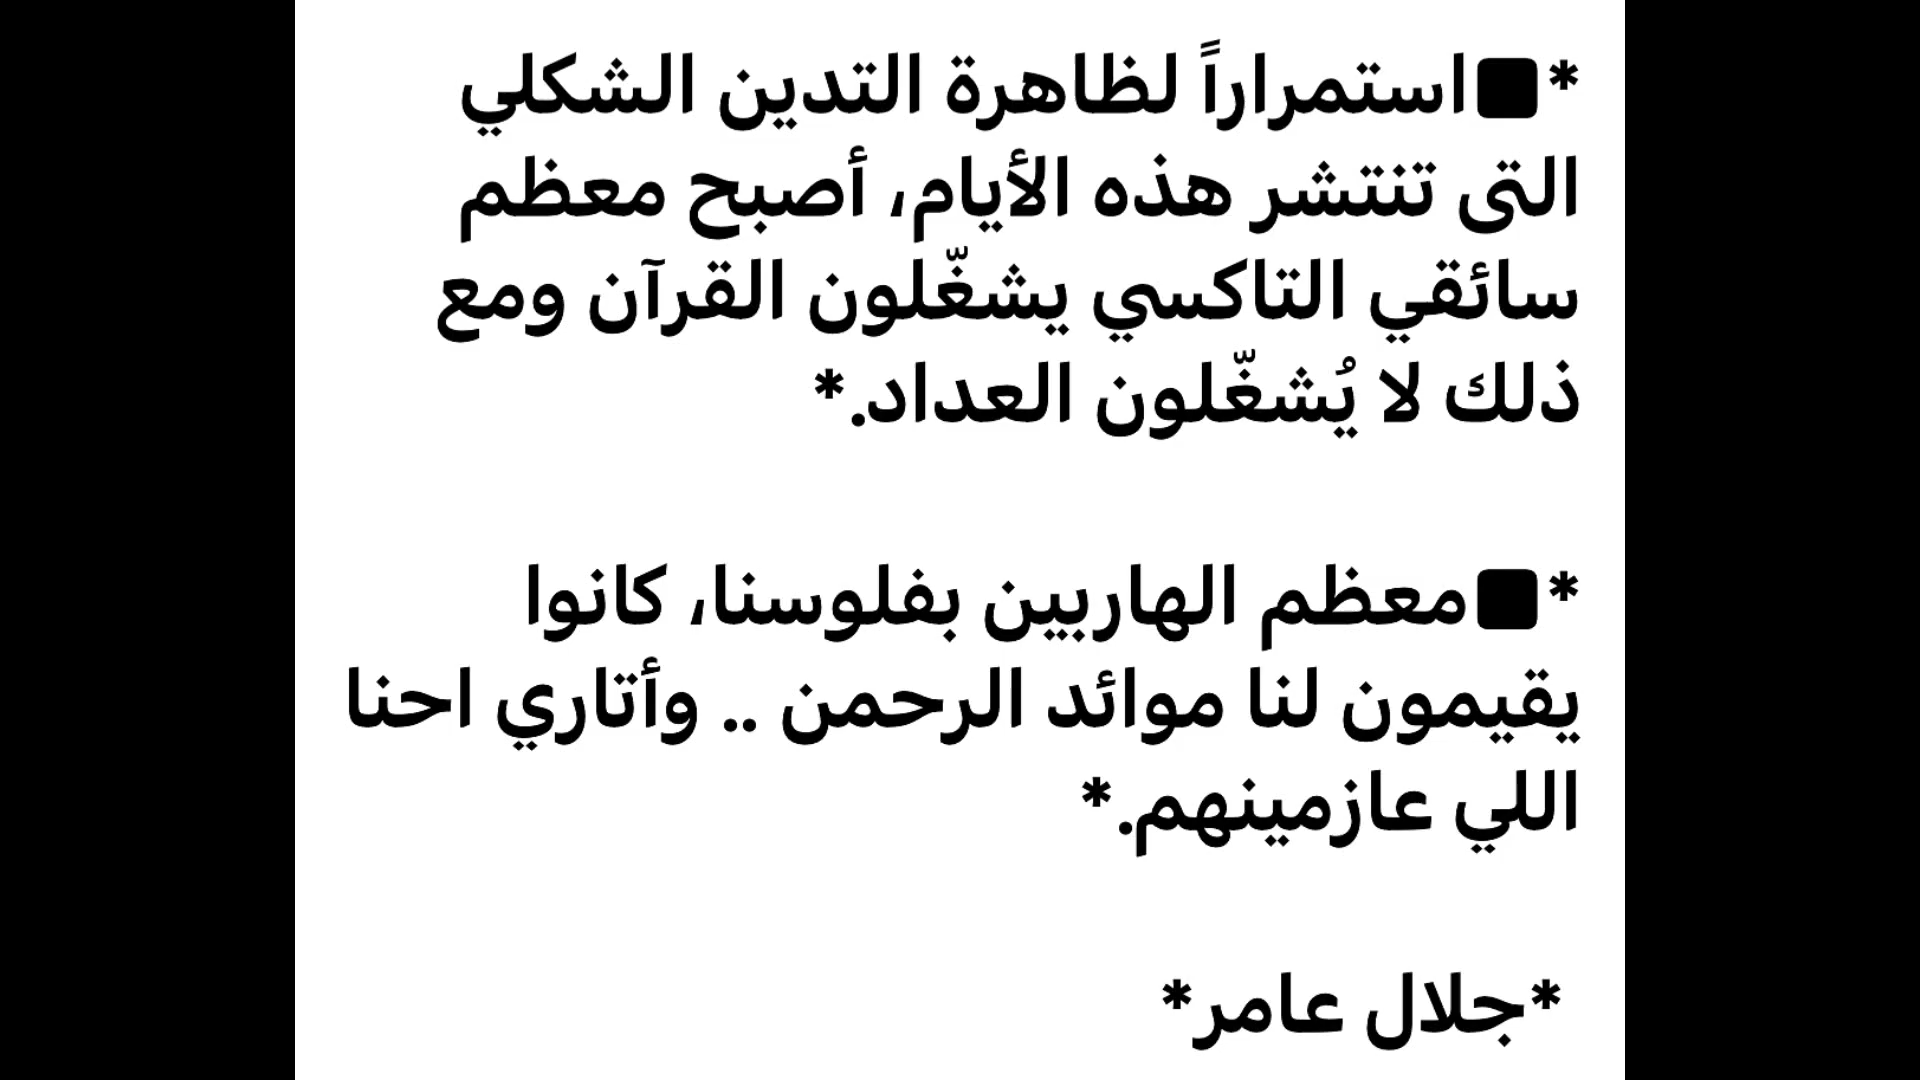 *⬛استمراراً لظاهرة التدين الشكلي
التى تنتشر هذه الأيام، أصبح معظم
سائقي التاكسي يشغّلون القرآن ومع
ذلك لا يُشغّلون العداد.*
*⬛معظم الهاربين بفلوسنا، كانوا
يقيمون لنا موائد الرحمن .. وأتاري احنا
اللي عازمينهم.*
*جلال عامر*